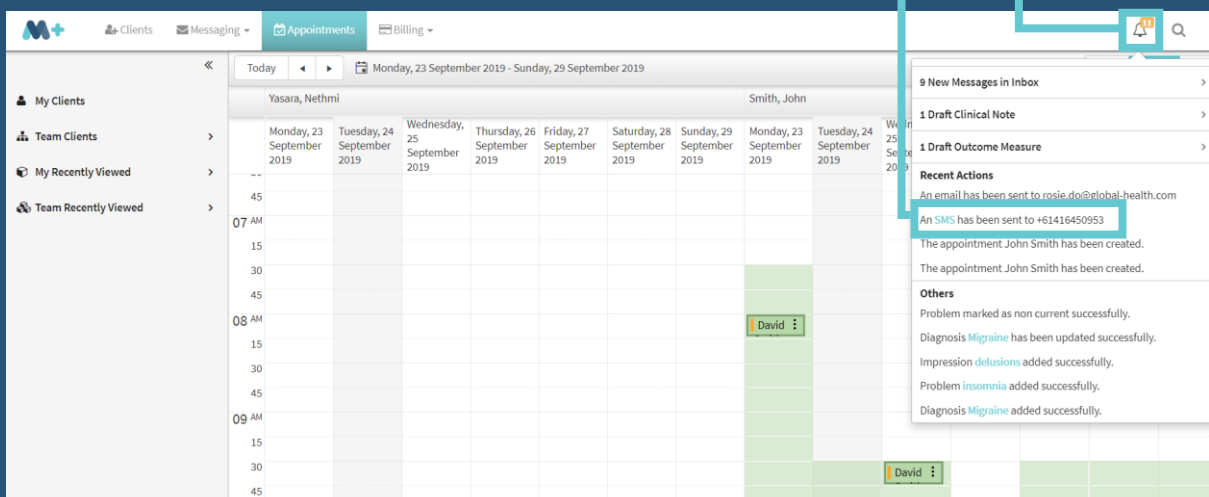 M+
Clients
Messaging
Appointments
Billing
11
«
My Clients
Team Clients
My Recently Viewed
Team Recently Viewed
Today
Monday, 23 September 2019 - Sunday, 29 September 2019
Yasara, Nethmi
Smith, John
Monday, 23 September 2019
Tuesday, 24 September 2019
Wednesday, 25 September 2019
Thursday, 26 September 2019
Friday, 27 September 2019
Saturday, 28 September 2019
Sunday, 29 September 2019
Monday, 23 September 2019
Tuesday, 24 September 2019
45
07 AM
15
30
45
08 AM
15
30
45
09 AM
15
30
45
David
David
9 New Messages in Inbox
1 Draft Clinical Note
1 Draft Outcome Measure
Recent Actions
An email has been sent to rosie.do@global-health.com
An SMS has been sent to +61416450953
The appointment John Smith has been created.
The appointment John Smith has been created.
Others
Problem marked as non current successfully.
Diagnosis Migraine has been updated successfully.
Impression delusions added successfully.
Problem insomnia added successfully.
Diagnosis Migraine added successfully.